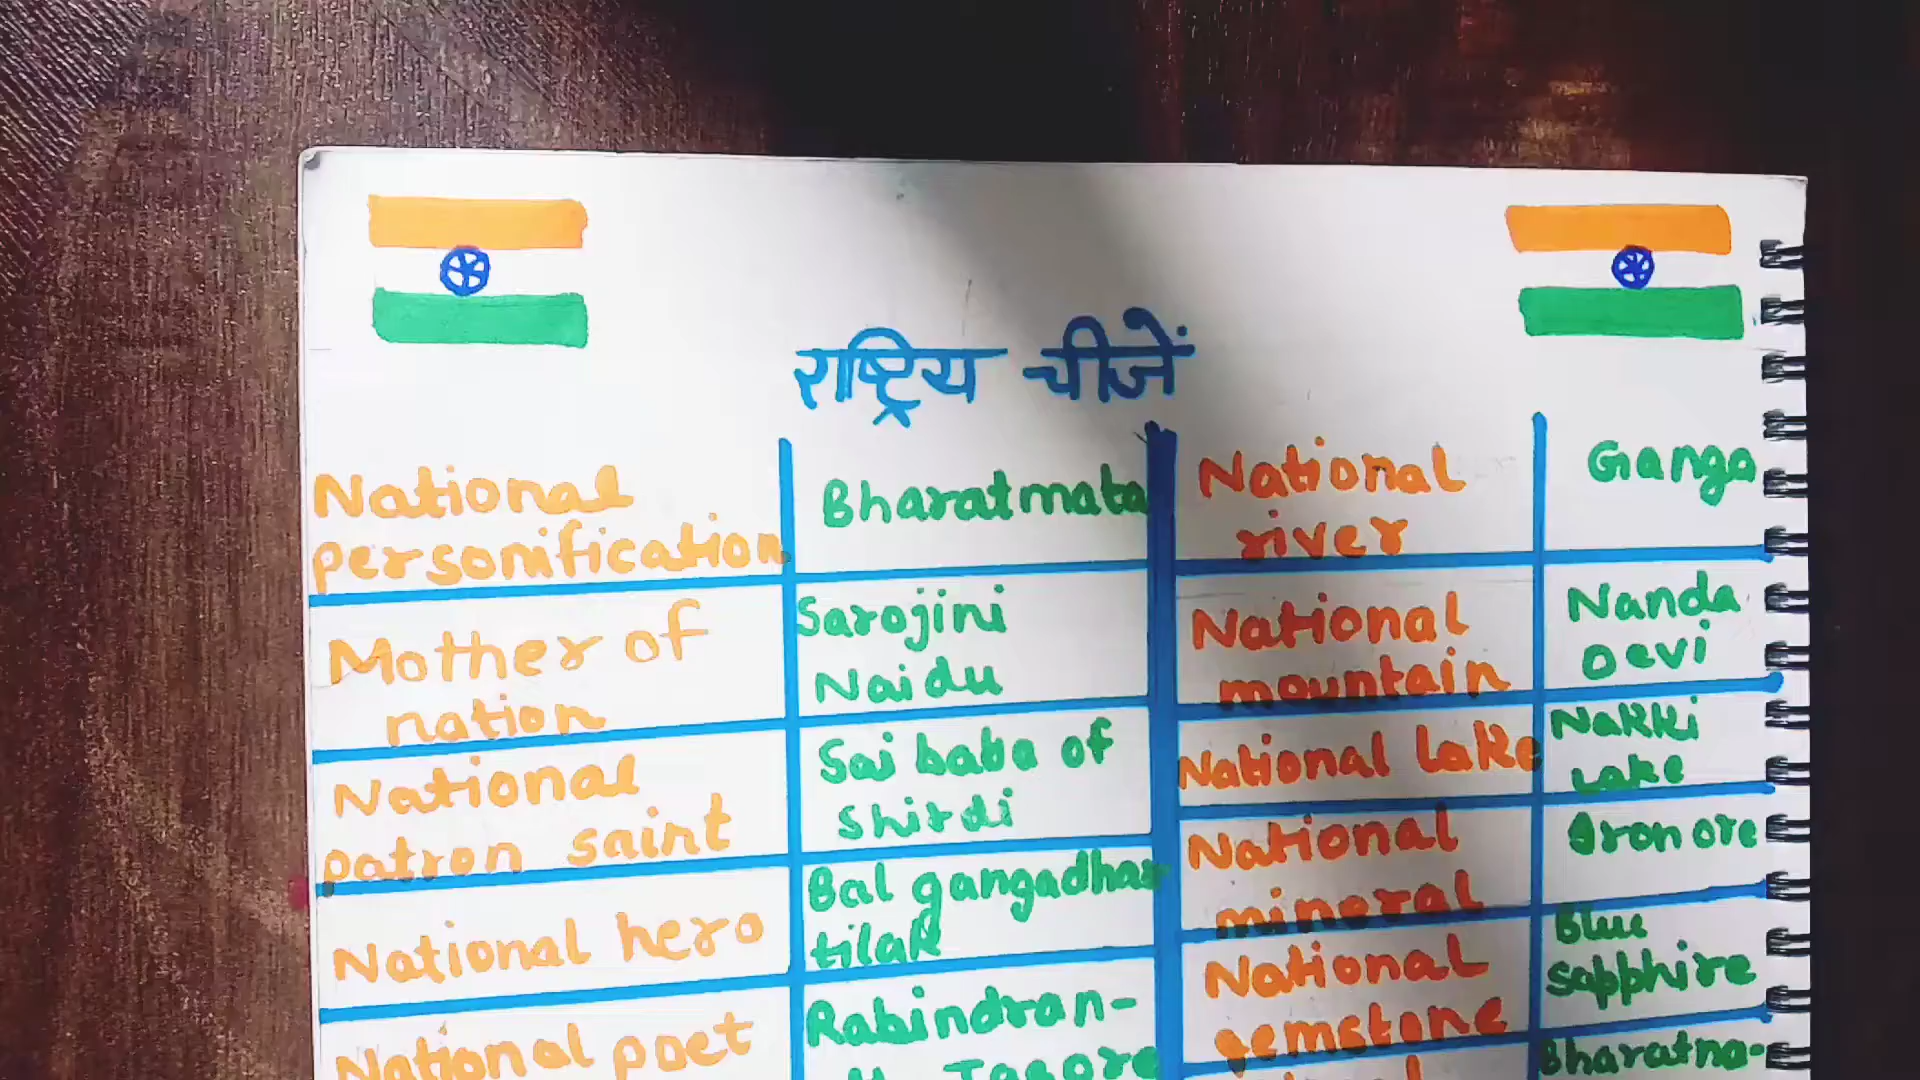 राष्ट्रिय चीजें
National personification
Bharatmata
National river
Ganga
Mother of nation
Sarojini Naidu
National mountain
Nanda Devi
National patron saint
Sai baba of Shirdi
National lake
Nakki Lake
National hero
Bal gangadhar tilak
National mineral
Iron ore
National poet
Rabindran-
Tagore
National gemstone
Blue sapphire
Bharatna-